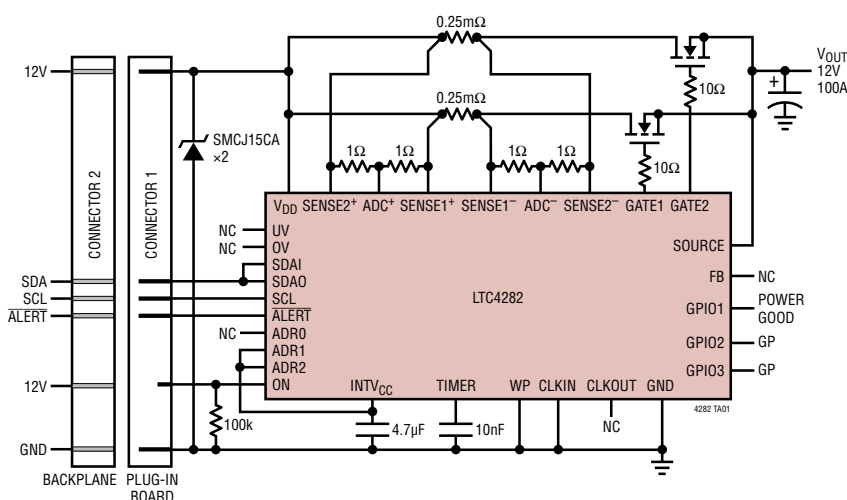 0.25mΩ
12V
0.25mΩ
10Ω
VOUT
12V
100A
+
SMCJ15CA
×2
1Ω
1Ω
1Ω
1Ω
10Ω
CONNECTOR 2
CONNECTOR 1
VDD
SENSE2+
ADC+
SENSE1+
SENSE1−
ADC−
SENSE2−
GATE1
GATE2
NC
UV
NC
OV
SDAI
SDA
SDAO
SCL
SCL
ALERT
ALERT
NC
ADR0
ADR1
ADR2
12V
ON
SOURCE
FB
NC
LTC4282
GPIO1
POWER
GOOD
GPIO2
GP
GPIO3
GP
INTVCC
TIMER
WP
CLKIN
CLKOUT
GND
4282 TA01
100k
4.7µF
10nF
NC
GND
BACKPLANE
PLUG-IN
BOARD